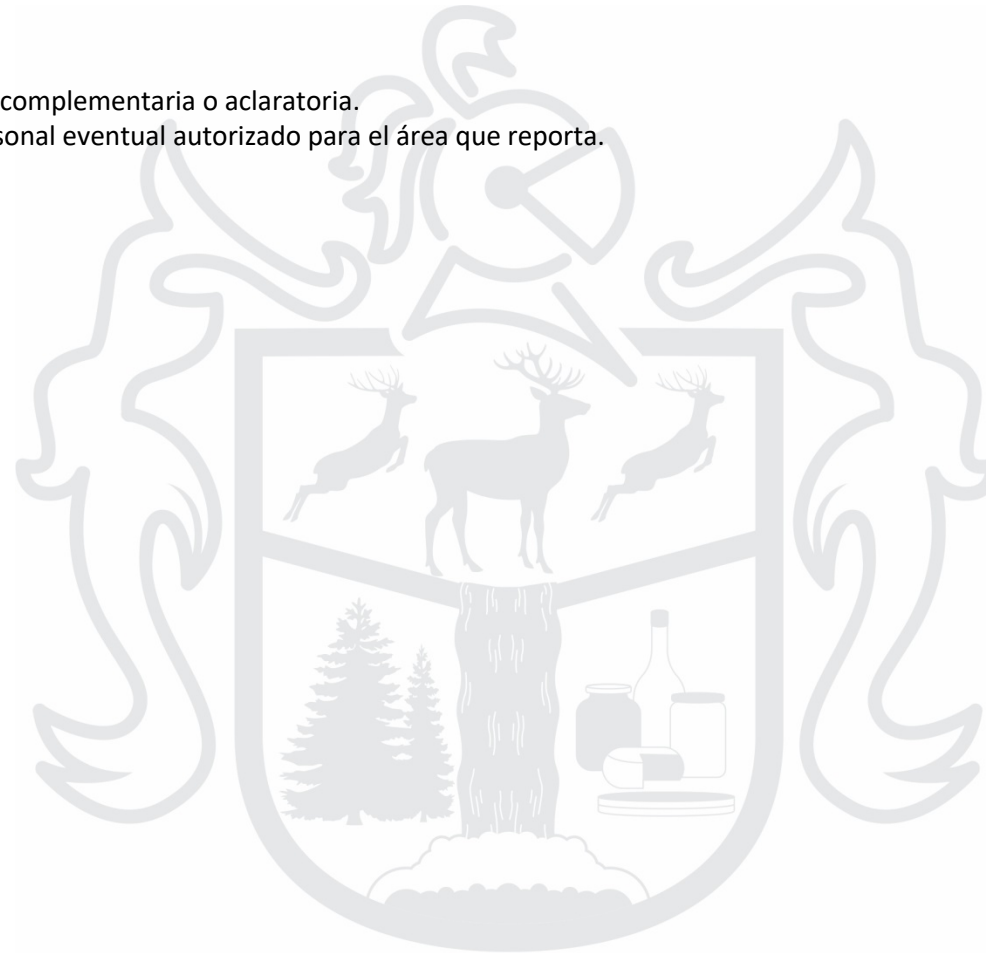 complementaria o aclaratoria.
sonal eventual autorizado para el área que reporta.